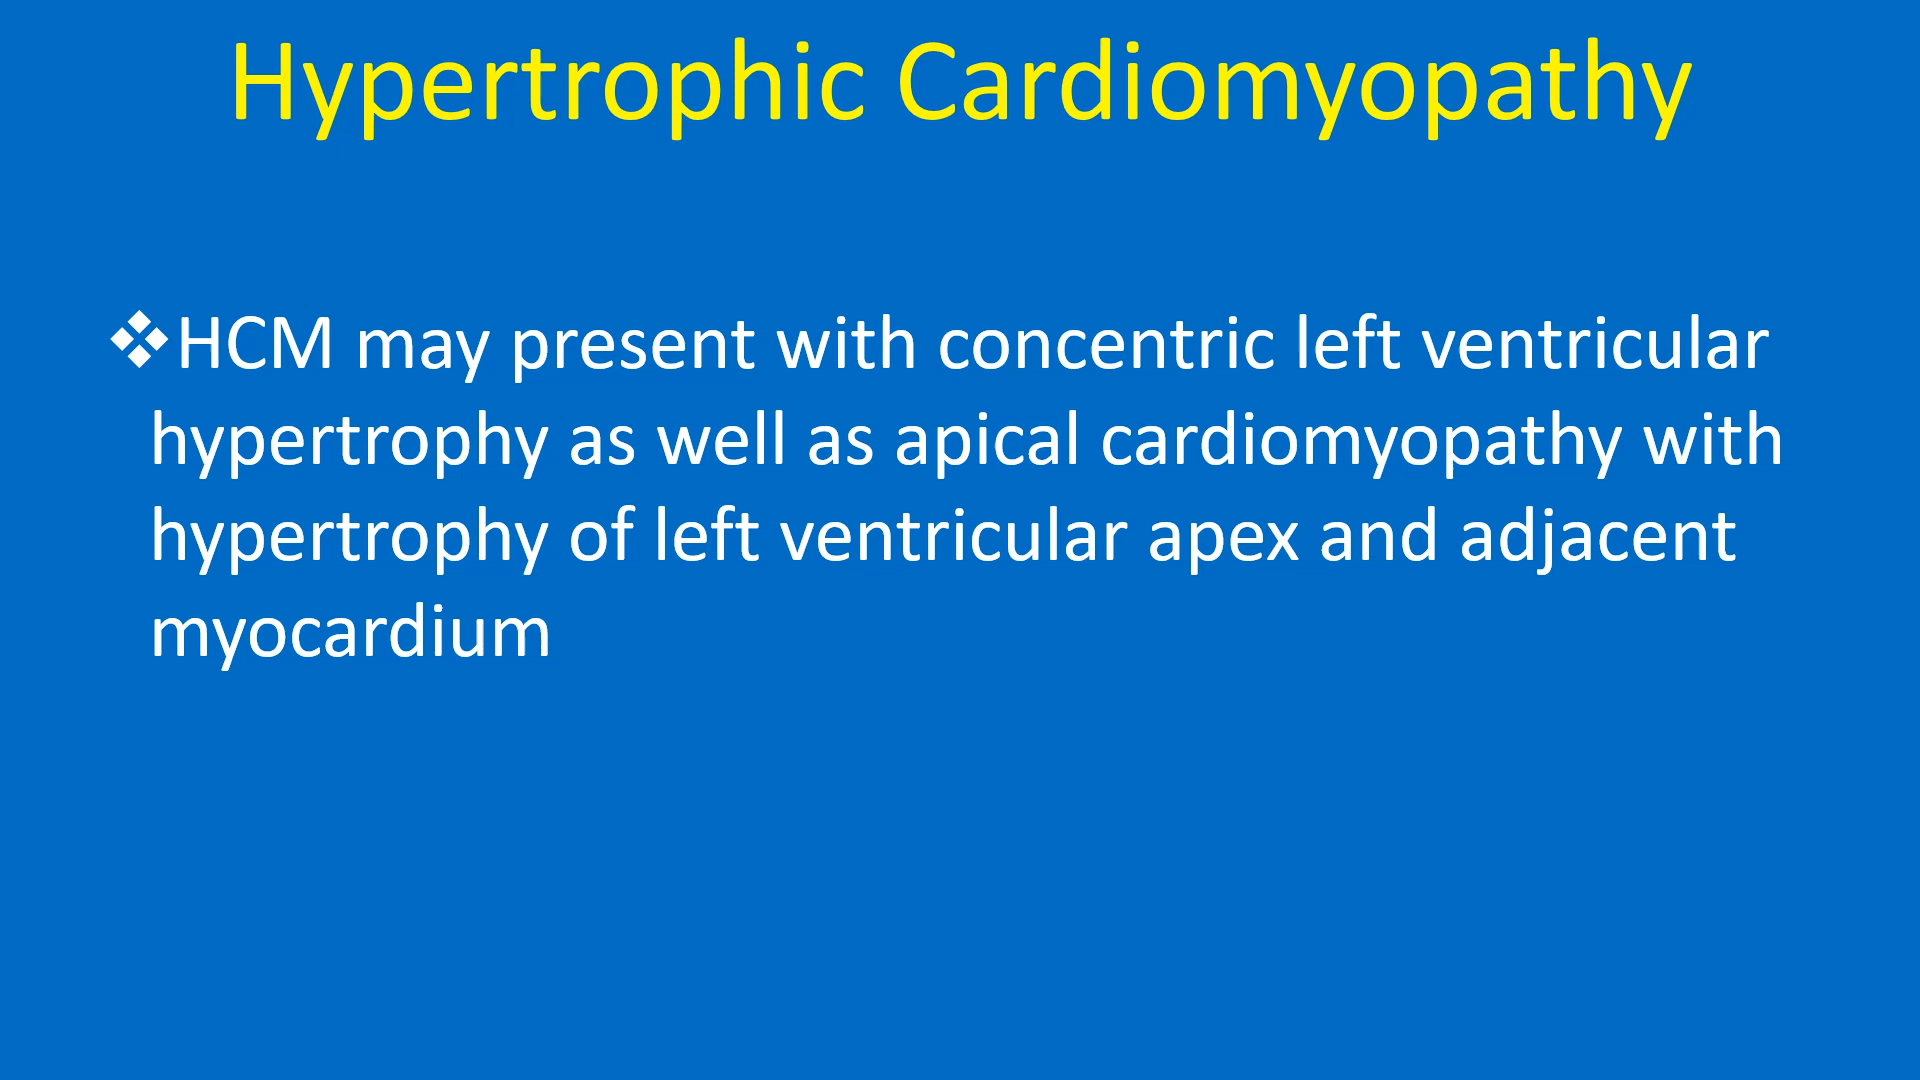 Hypertrophic Cardiomyopathy
❖HCM may present with concentric left ventricular
hypertrophy as well as apical cardiomyopathy with
hypertrophy of left ventricular apex and adjacent
myocardium